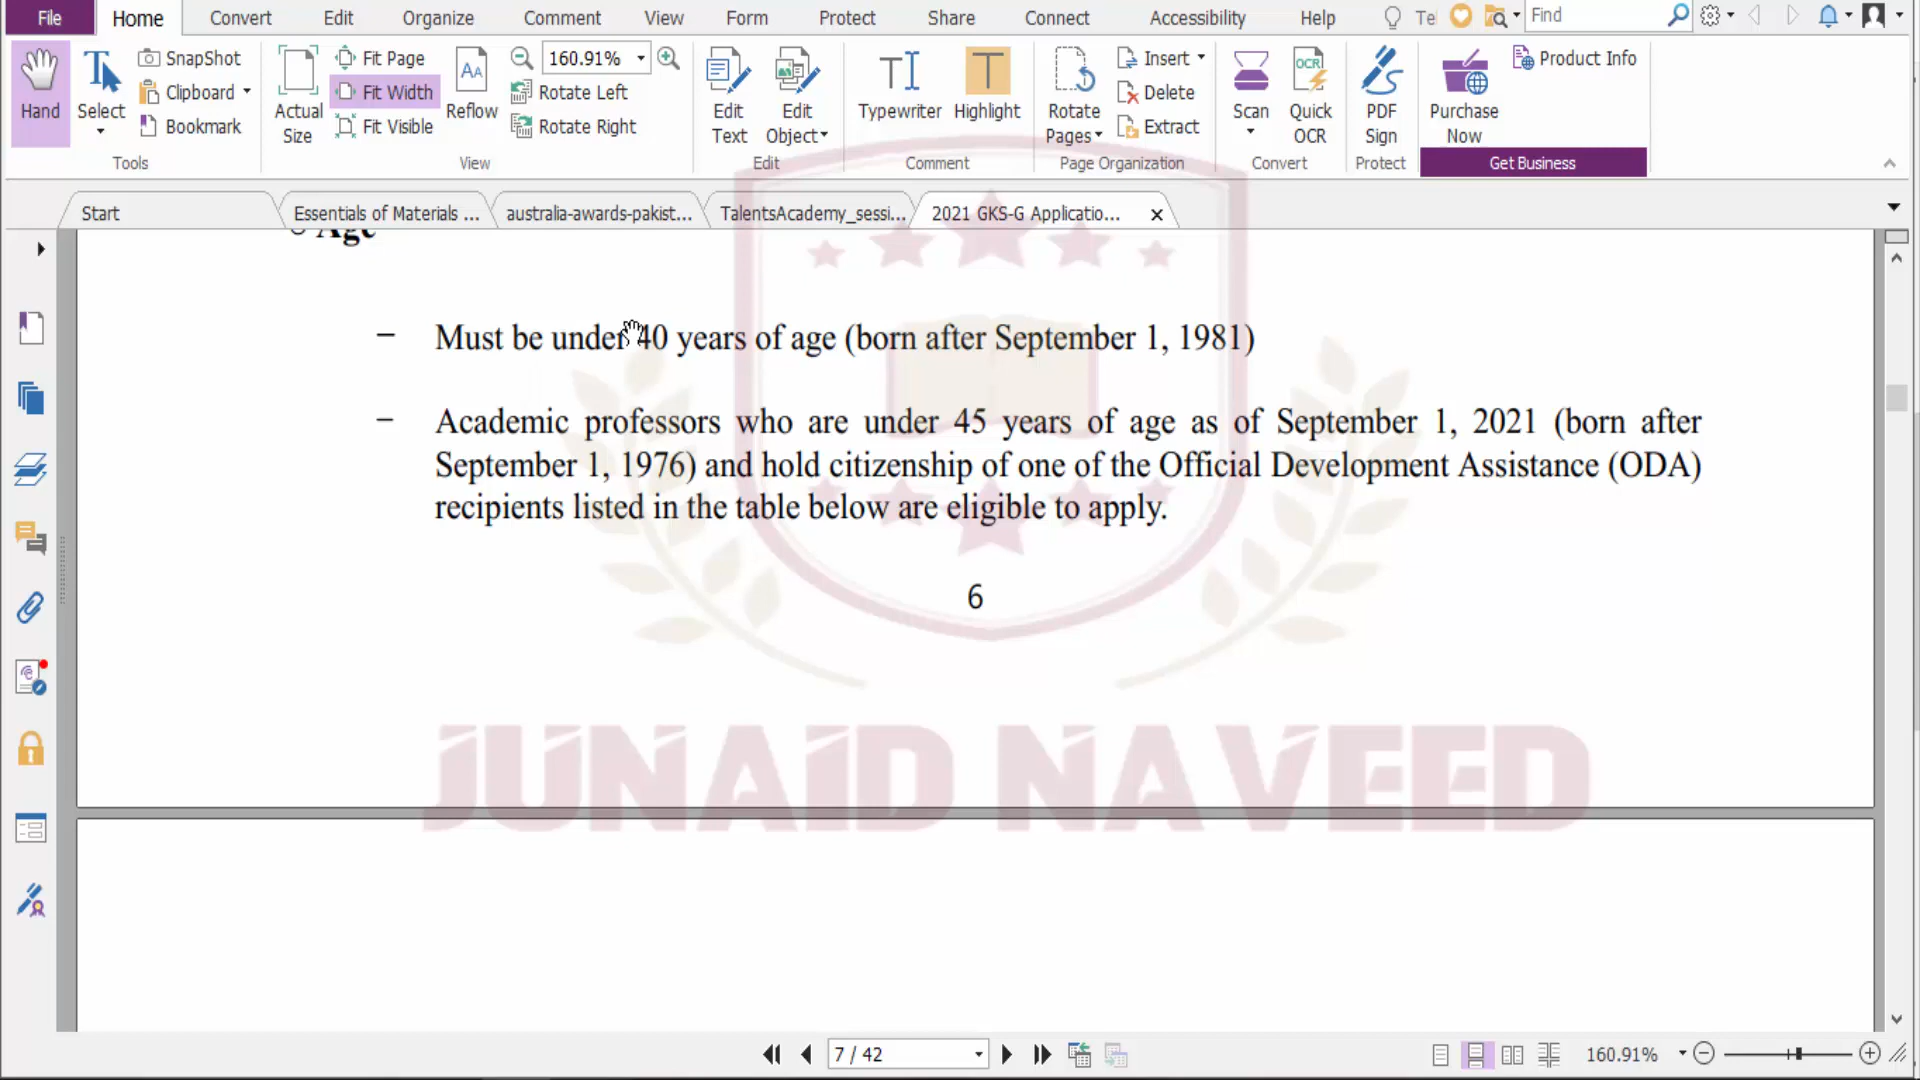 File Home Convert Edit Organize Comment View Form Protect Share Connect Accessibility Help Find
SnapShot Fit Page 160.91% Insert Product Info
Clipboard Fit Width Rotate Left Delete
Hand Select Actual Reflow Edit Edit Typewriter Highlight Rotate Scan Quick PDF Purchase
Bookmark Fit Visible Rotate Right Extract
Size Text Object Pages OCR Sign Now
Tools View Edit Comment Page Organization Convert Protect Get Business
Start Essentials of Materials ... australia-awards-pakist... TalentsAcademy_sessi... 2021 GKS-G Applicatio...
Age
– Must be under 40 years of age (born after September 1, 1981)
– Academic professors who are under 45 years of age as of September 1, 2021 (born after
September 1, 1976) and hold citizenship of one of the Official Development Assistance (ODA)
recipients listed in the table below are eligible to apply.
6
JUNAID NAVEED
7 / 42 160.91%